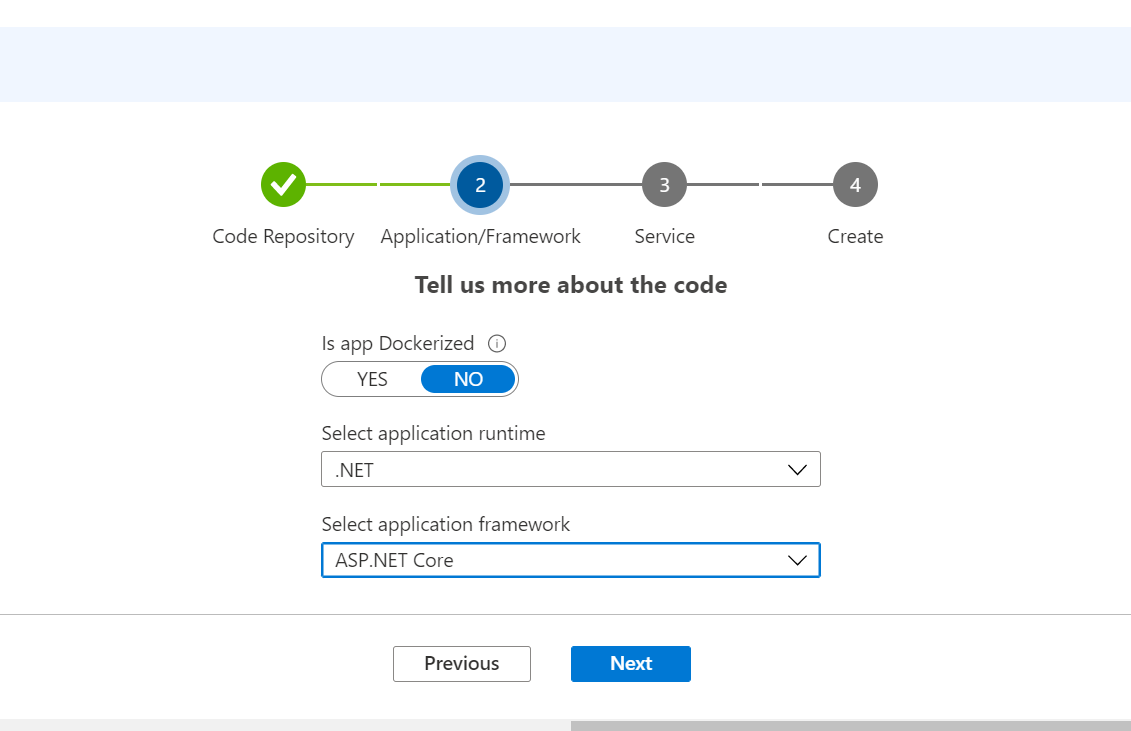 2
3
4
Code Repository
Application/Framework
Service
Create
Tell us more about the code
Is app Dockerized
YES
NO
Select application runtime
.NET
Select application framework
ASP.NET Core
Previous
Next